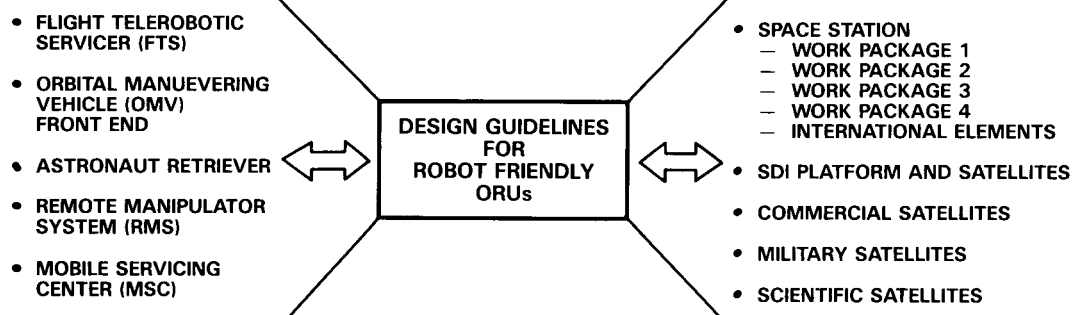 • FLIGHT TELEROBOTIC
SERVICER (FTS)
• ORBITAL MANUEVERING
VEHICLE (OMV)
FRONT END
• ASTRONAUT RETRIEVER
• REMOTE MANIPULATOR
SYSTEM (RMS)
• MOBILE SERVICING
CENTER (MSC)
DESIGN GUIDELINES
FOR
ROBOT FRIENDLY
ORUs
• SPACE STATION
– WORK PACKAGE 1
– WORK PACKAGE 2
– WORK PACKAGE 3
– WORK PACKAGE 4
– INTERNATIONAL ELEMENTS
• SDI PLATFORM AND SATELLITES
• COMMERCIAL SATELLITES
• MILITARY SATELLITES
• SCIENTIFIC SATELLITES